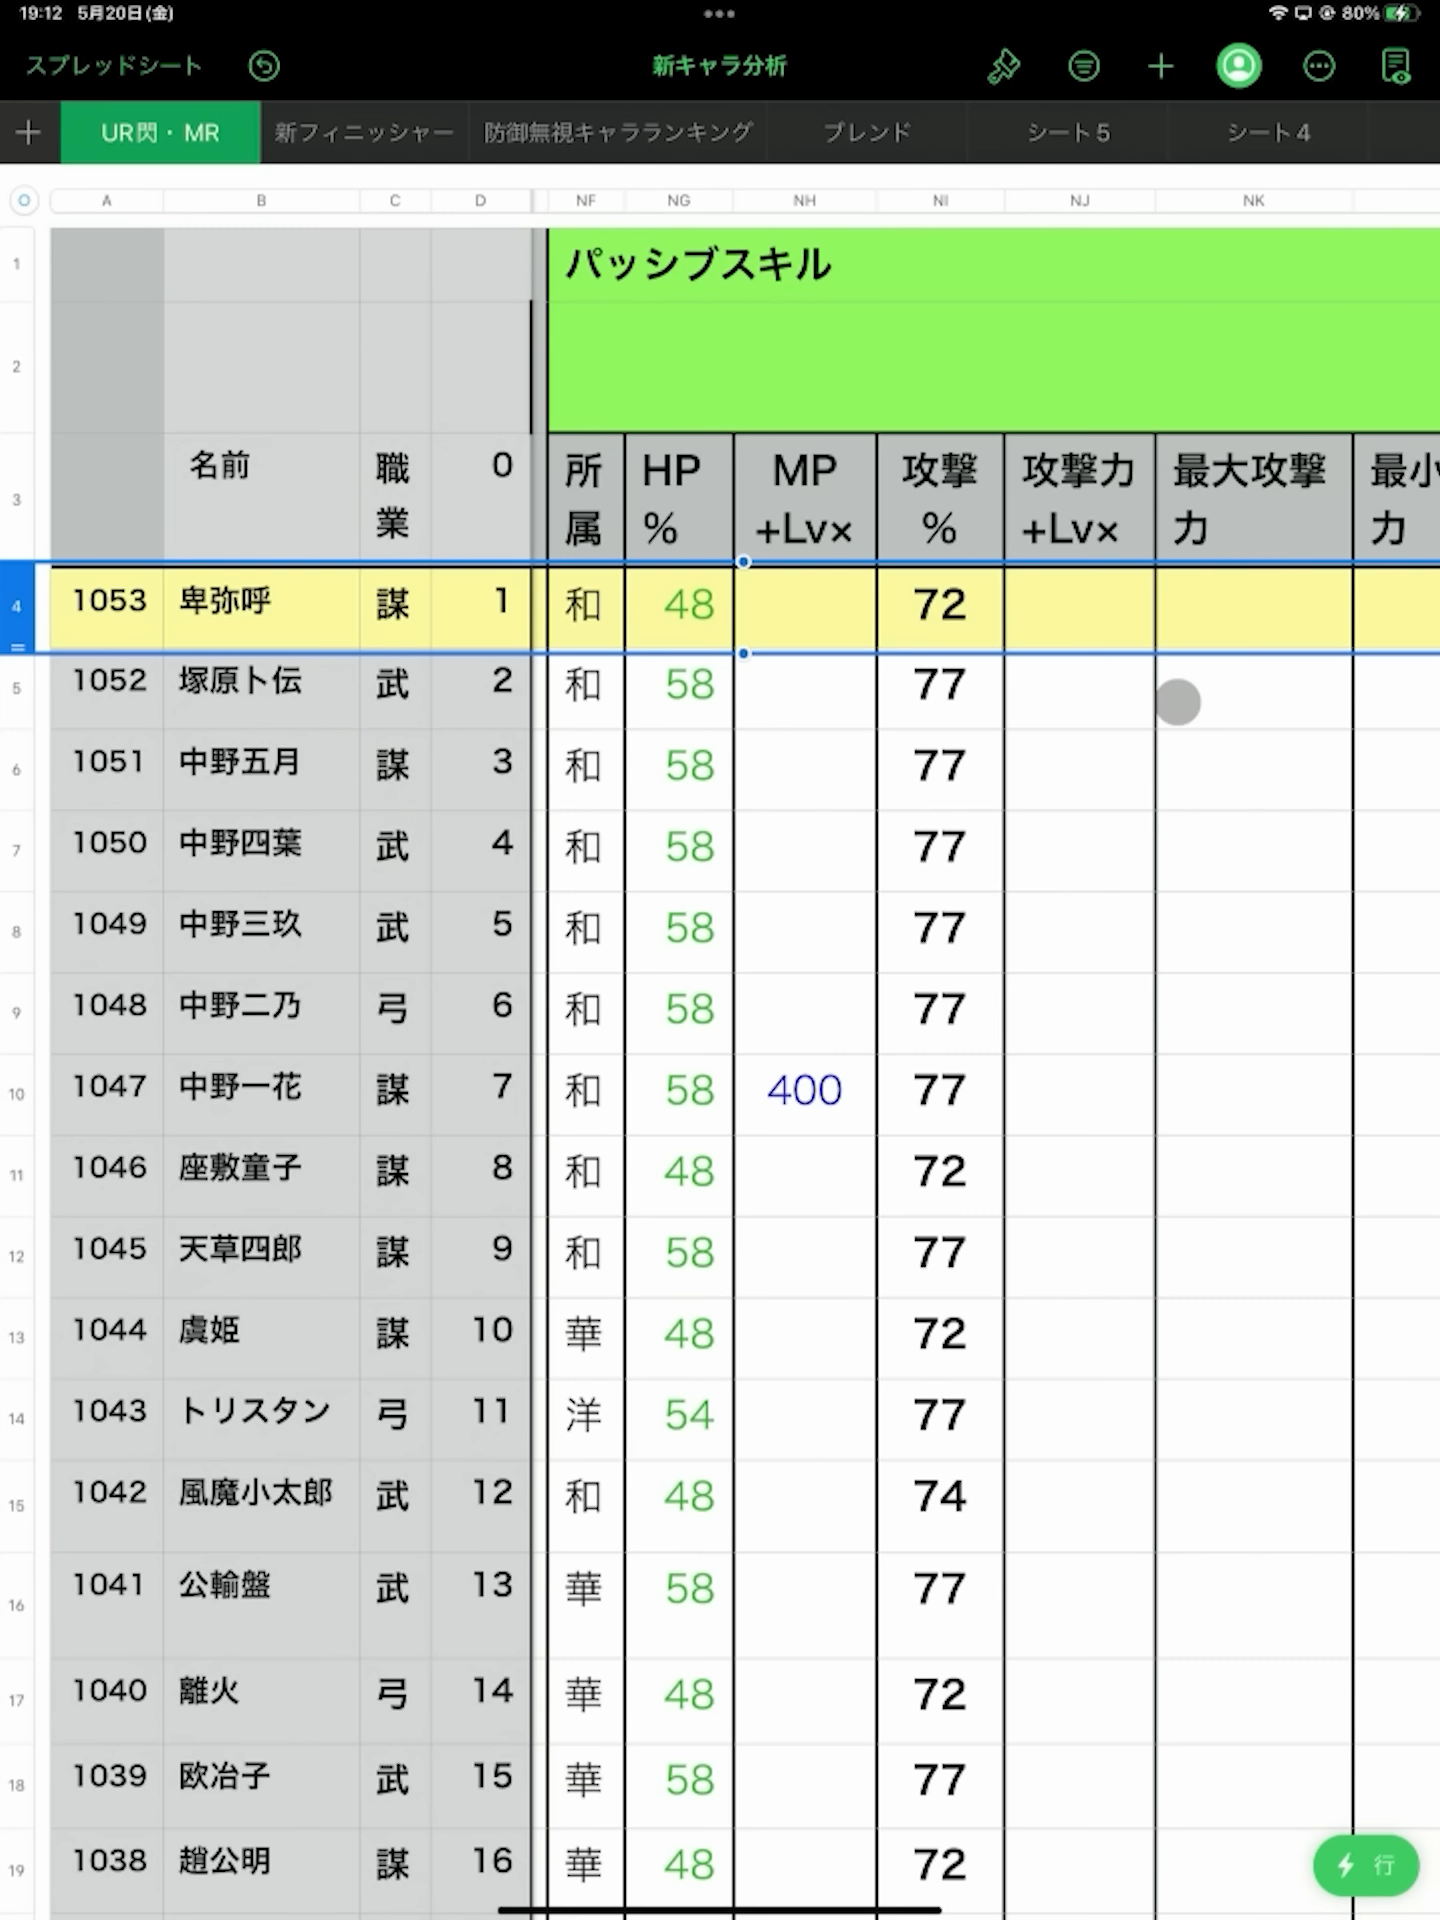 19:12 5月20日(金)
80%
スプレッドシート
新キャラ分析
UR閃・MR 新フィニッシャー 防御無視キャラランキング ブレンド シート5 シート4
A B C D NF NG NH NI NJ NK
1 パッシブスキル
2
3 名前 職業 0 所属 HP% MP+Lv× 攻撃% 攻撃力+Lv× 最大攻撃力 最小力
4 1053 卑弥呼 謀 1 和 48 72
5 1052 塚原卜伝 武 2 和 58 77
6 1051 中野五月 謀 3 和 58 77
7 1050 中野四葉 武 4 和 58 77
8 1049 中野三玖 武 5 和 58 77
9 1048 中野二乃 弓 6 和 58 77
10 1047 中野一花 謀 7 和 58 400 77
11 1046 座敷童子 謀 8 和 48 72
12 1045 天草四郎 謀 9 和 58 77
13 1044 虞姫 謀 10 華 48 72
14 1043 トリスタン 弓 11 洋 54 77
15 1042 風魔小太郎 武 12 和 48 74
16 1041 公輸盤 武 13 華 58 77
17 1040 離火 弓 14 華 48 72
18 1039 欧冶子 武 15 華 58 77
19 1038 趙公明 謀 16 華 48 72
行